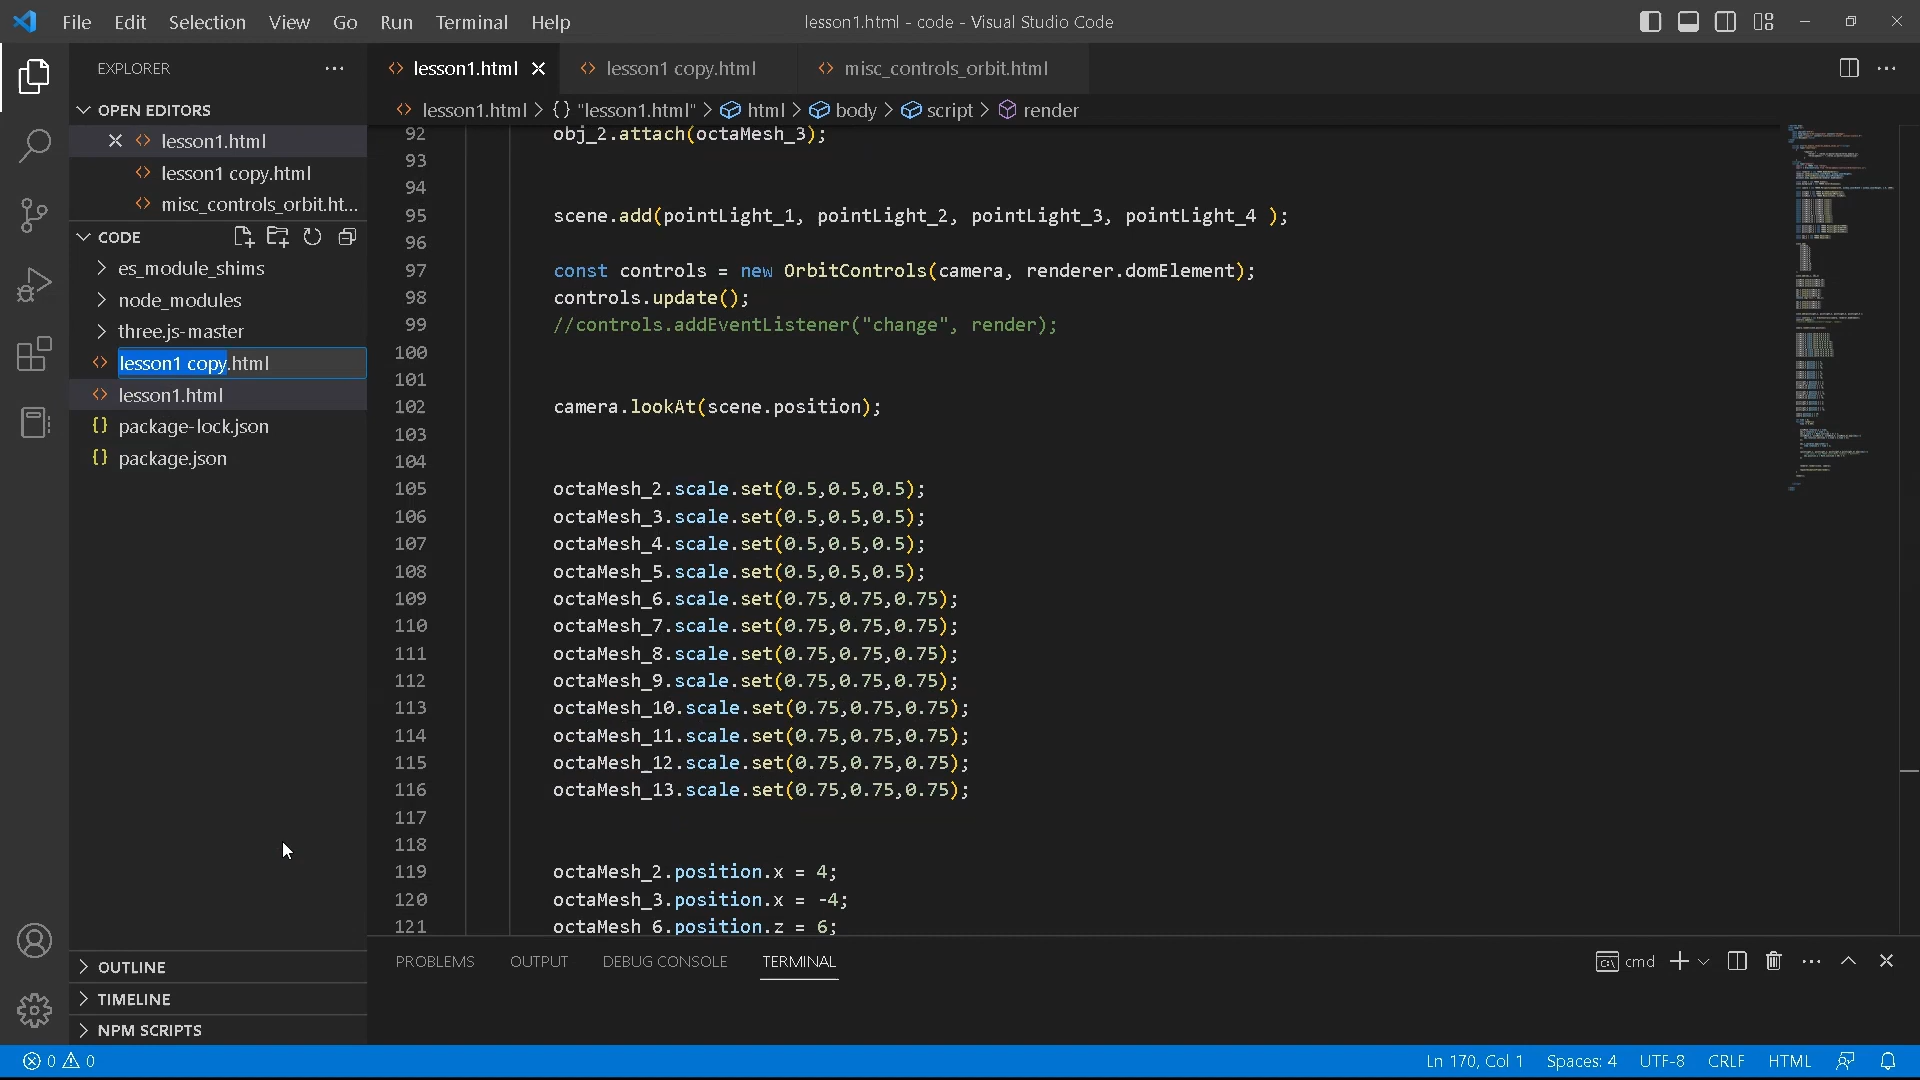 File Edit Selection View Go Run Terminal Help
lesson1.html - code - Visual Studio Code
EXPLORER
OPEN EDITORS
lesson1.html
lesson1 copy.html
misc_controls_orbit.ht...
CODE
es_module_shims
node_modules
three.js-master
lesson1 copy.html
lesson1.html
package-lock.json
package.json
OUTLINE
TIMELINE
NPM SCRIPTS
lesson1.html lesson1 copy.html misc_controls_orbit.html
lesson1.html > {} "lesson1.html" > html > body > script > render
92 obj_2.attach(octaMesh_3);
93
94
95 scene.add(pointLight_1, pointLight_2, pointLight_3, pointLight_4 );
96
97 const controls = new OrbitControls(camera, renderer.domElement);
98 controls.update();
99 //controls.addEventListener("change", render);
100
101
102 camera.lookAt(scene.position);
103
104
105 octaMesh_2.scale.set(0.5,0.5,0.5);
106 octaMesh_3.scale.set(0.5,0.5,0.5);
107 octaMesh_4.scale.set(0.5,0.5,0.5);
108 octaMesh_5.scale.set(0.5,0.5,0.5);
109 octaMesh_6.scale.set(0.75,0.75,0.75);
110 octaMesh_7.scale.set(0.75,0.75,0.75);
111 octaMesh_8.scale.set(0.75,0.75,0.75);
112 octaMesh_9.scale.set(0.75,0.75,0.75);
113 octaMesh_10.scale.set(0.75,0.75,0.75);
114 octaMesh_11.scale.set(0.75,0.75,0.75);
115 octaMesh_12.scale.set(0.75,0.75,0.75);
116 octaMesh_13.scale.set(0.75,0.75,0.75);
117
118
119 octaMesh_2.position.x = 4;
120 octaMesh_3.position.x = -4;
121 octaMesh_6.position.z = 6;
PROBLEMS OUTPUT DEBUG CONSOLE TERMINAL
cmd
0 0
Ln 170, Col 1 Spaces: 4 UTF-8 CRLF HTML